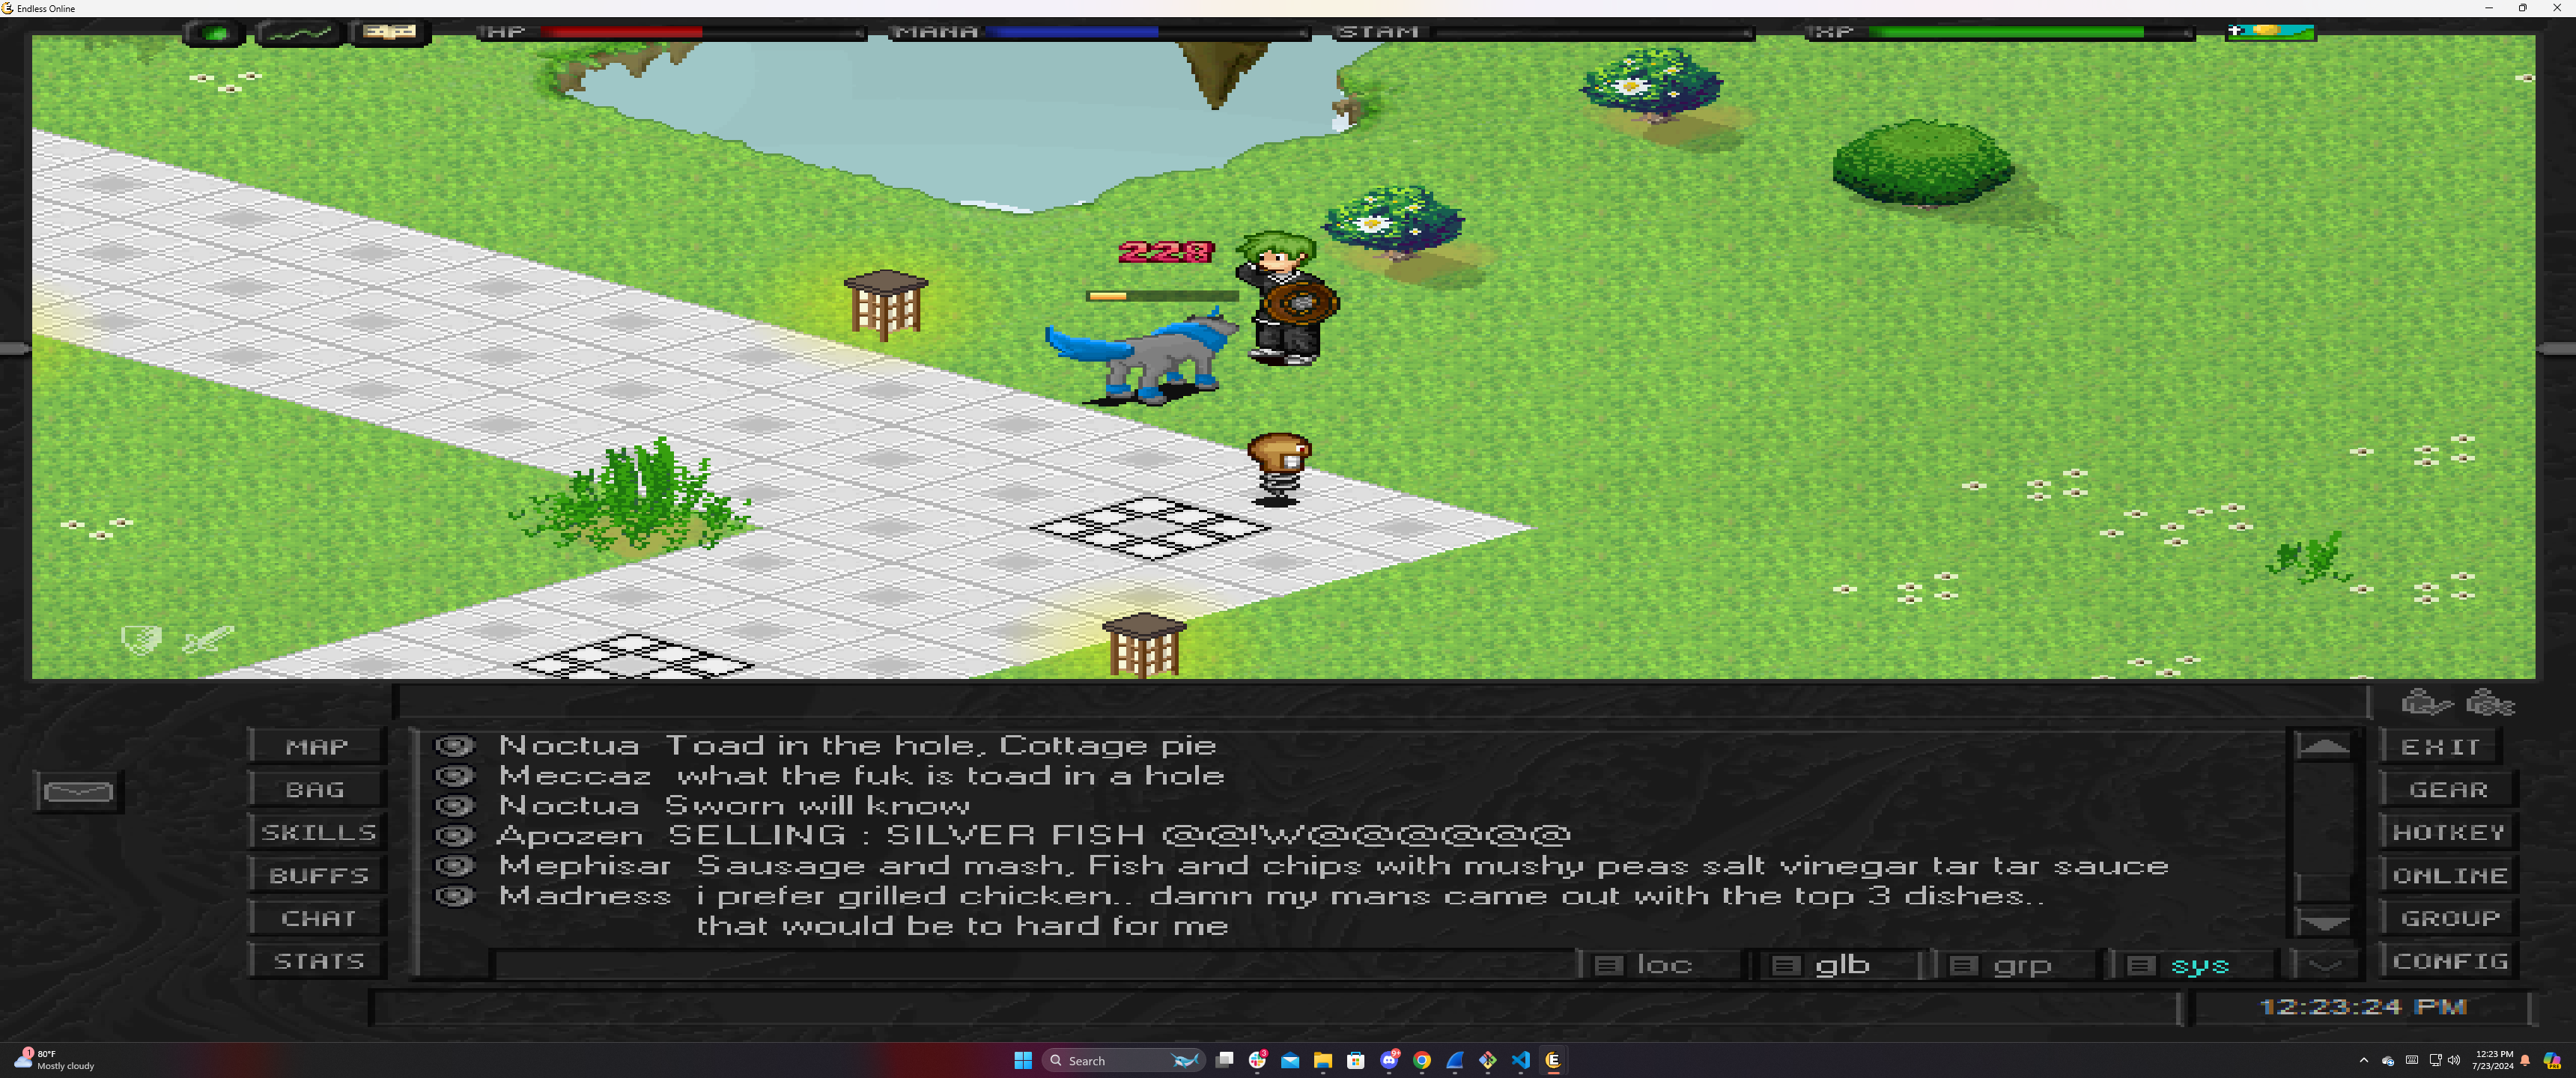 Endless Online
HP
MANA
STAM
XP
228
MAP
BAG
SKILLS
BUFFS
CHAT
STATS
Noctua Toad in the hole, Cottage pie
Meccaz what the fuk is toad in a hole
Noctua Sworn will know
Apozen SELLING : SILVER FISH @@!W@@@@@@
Mephisar Sausage and mash, Fish and chips with mushy peas salt vinegar tar tar sauce
Madness i prefer grilled chicken.. damn my mans came out with the top 3 dishes..
that would be to hard for me
EXIT
GEAR
HOTKEY
ONLINE
GROUP
CONFIG
loc
glb
grp
sys
12:23:24 PM
1
80°F
Mostly cloudy
Search
3
9+
12:23 PM
7/23/2024